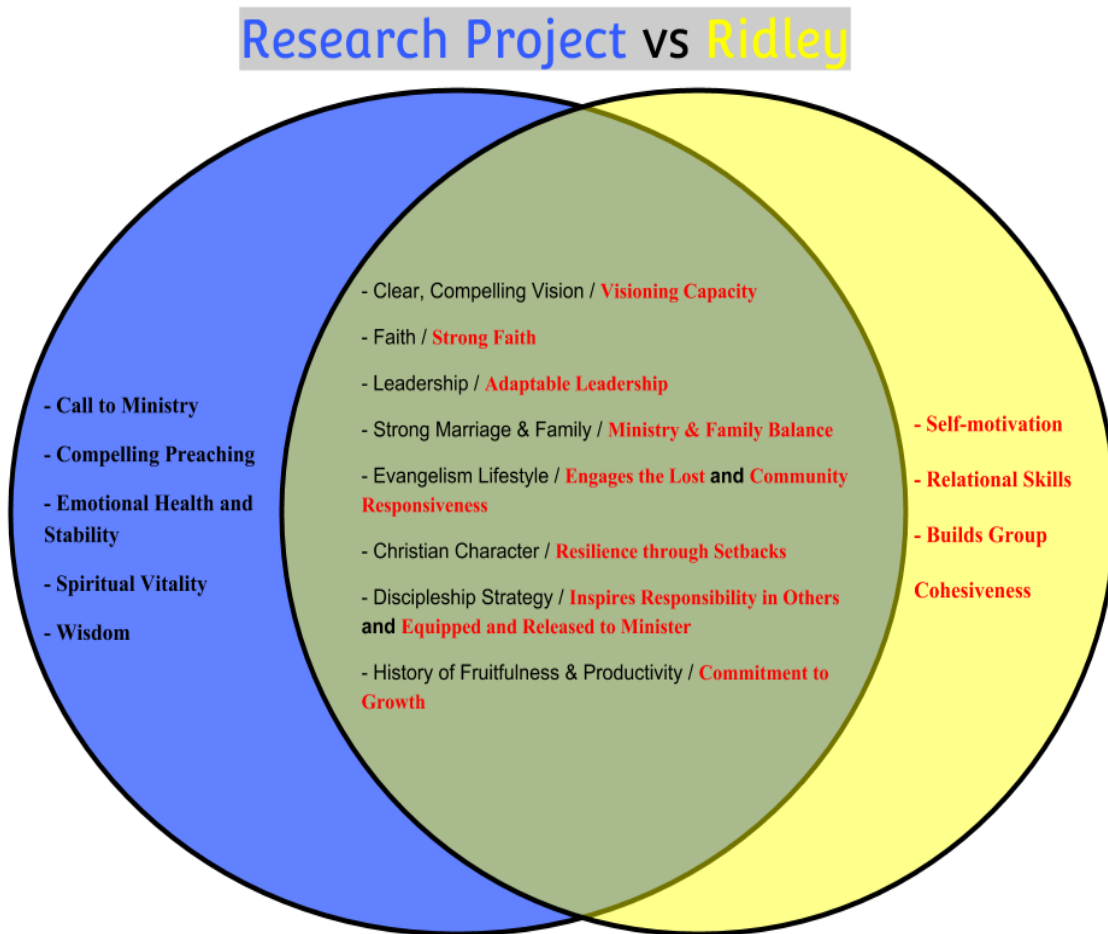 Research Project vs Ridley
- Call to Ministry
- Compelling Preaching
- Emotional Health and
Stability
- Spiritual Vitality
- Wisdom
- Clear, Compelling Vision / Visioning Capacity
- Faith / Strong Faith
- Leadership / Adaptable Leadership
- Strong Marriage & Family / Ministry & Family Balance
- Evangelism Lifestyle / Engages the Lost and Community
Responsiveness
- Christian Character / Resilience through Setbacks
- Discipleship Strategy / Inspires Responsibility in Others
and Equipped and Released to Minister
- History of Fruitfulness & Productivity / Commitment to
Growth
- Self-motivation
- Relational Skills
- Builds Group
Cohesiveness